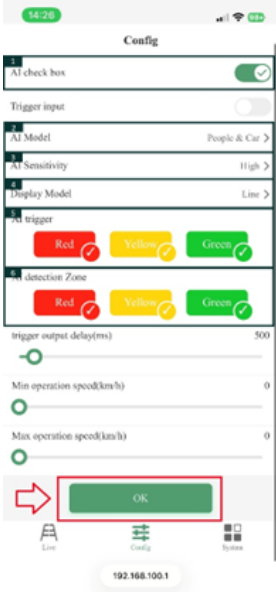 14:26
Config
1
AI check box
Trigger input
2
AI Model People & Car >
3
AI Sensitivity High >
4
Display Model Line >
5
AI trigger
Red Yellow Green
6
AI detection Zone
Red Yellow Green
trigger output delay(ms) 500
Min operation speed(km/h) 0
Max operation speed(km/h) 0
OK
Live Config System
192.168.100.1